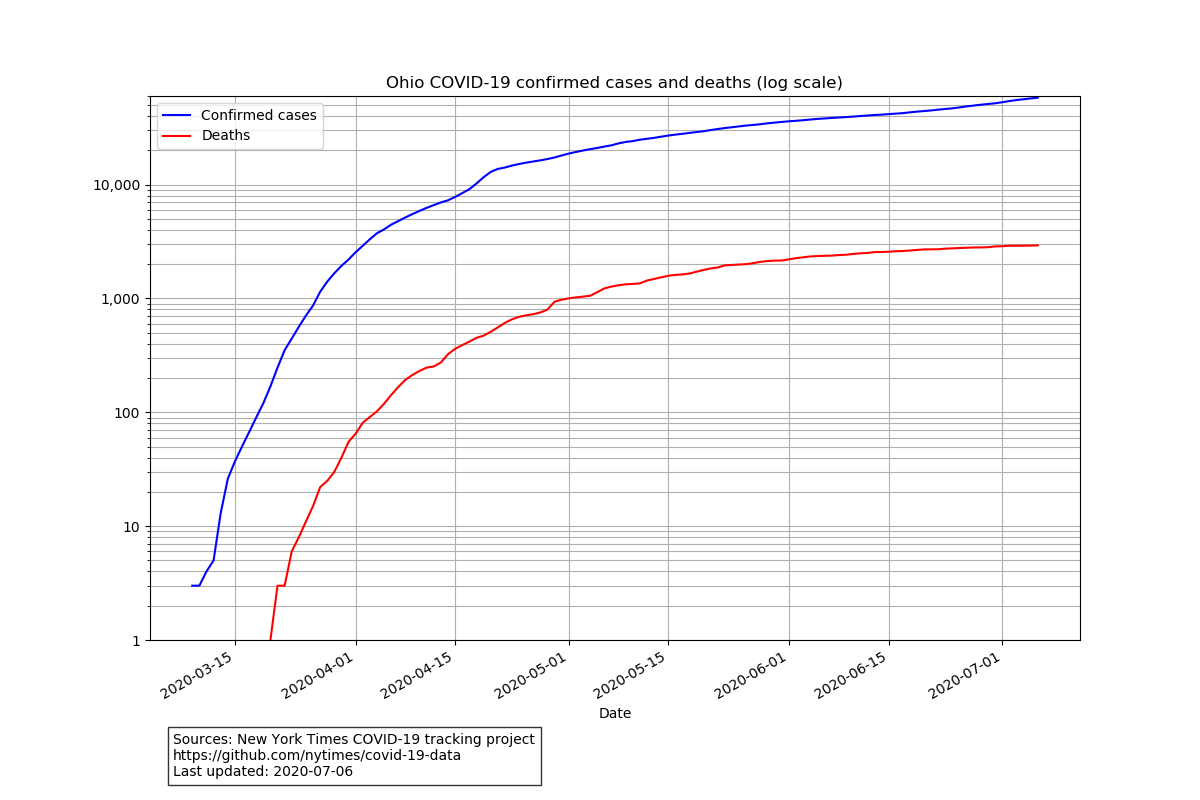 Ohio COVID-19 confirmed cases and deaths (log scale)
Confirmed cases
Deaths
10,000
1,000
100
10
1
2020-03-15
2020-04-01
2020-04-15
2020-05-01
2020-05-15
2020-06-01
2020-06-15
2020-07-01
Date
Sources: New York Times COVID-19 tracking project
https://github.com/nytimes/covid-19-data
Last updated: 2020-07-06